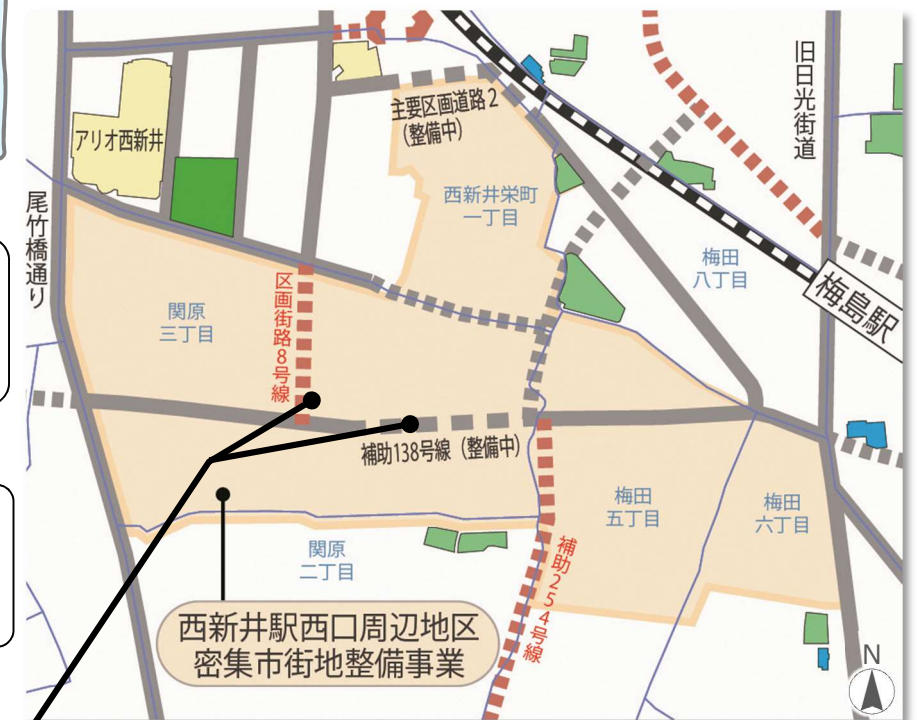 旧日光街道
主要区画道路2
（整備中）
アリオ西新井
西新井栄町
一丁目
尾竹橋通り
梅田
八丁目
梅島駅
区画街路8号線
関原
三丁目
補助138号線（整備中）
梅田
五丁目
梅田
六丁目
関原
二丁目
補助254号線
西新井駅西口周辺地区
密集市街地整備事業
N